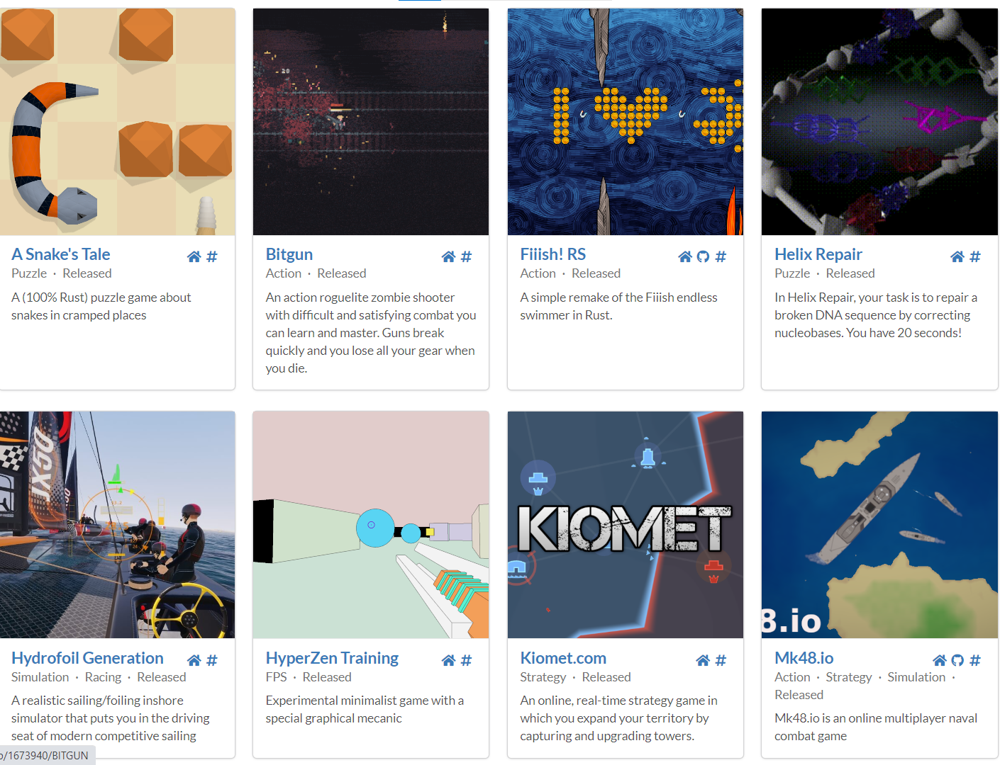 20
A Snake's Tale
Puzzle · Released
A (100% Rust) puzzle game about
snakes in cramped places
Bitgun
Action · Released
An action roguelite zombie shooter
with difficult and satisfying combat you
can learn and master. Guns break
quickly and you lose all your gear when
you die.
Fiiish! RS
Action · Released
A simple remake of the Fiiish endless
swimmer in Rust.
Helix Repair
Puzzle · Released
In Helix Repair, your task is to repair a
broken DNA sequence by correcting
nucleobases. You have 20 seconds!
JX50
KIOMET
8.io
Hydrofoil Generation
Simulation · Racing · Released
A realistic sailing/foiling inshore
simulator that puts you in the driving
seat of modern competitive sailing
HyperZen Training
FPS · Released
Experimental minimalist game with a
special graphical mecanic
Kiomet.com
Strategy · Released
An online, real-time strategy game in
which you expand your territory by
capturing and upgrading towers.
Mk48.io
Action · Strategy · Simulation ·
Released
Mk48.io is an online multiplayer naval
combat game
/1673940/BITGUN